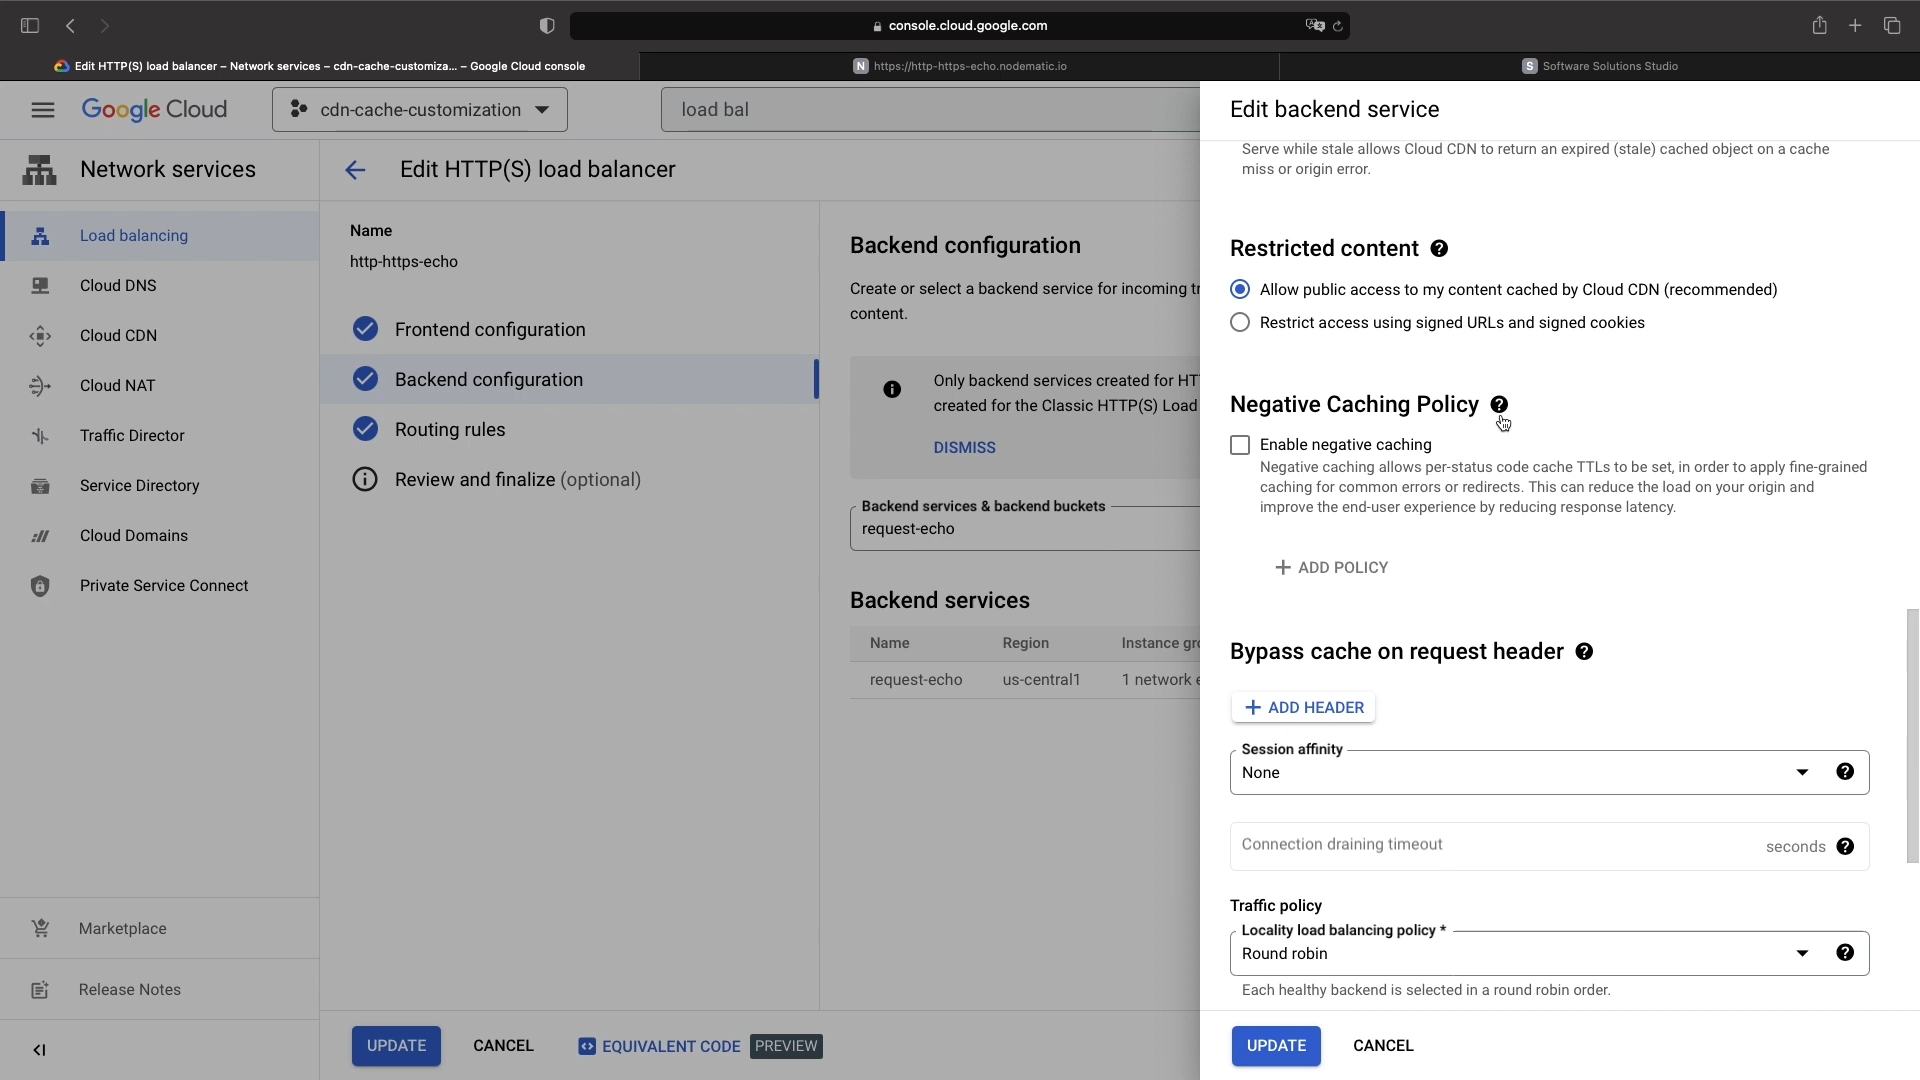 console.cloud.google.com
Edit HTTP(S) load balancer – Network services – cdn-cache-customiza... – Google Cloud console
N https://http-https-echo.nodematic.io
S Software Solutions Studio
Google Cloud
cdn-cache-customization
load bal
Network services
Load balancing
Cloud DNS
Cloud CDN
Cloud NAT
Traffic Director
Service Directory
Cloud Domains
Private Service Connect
Marketplace
Release Notes
Edit HTTP(S) load balancer
Name
http-https-echo
Frontend configuration
Backend configuration
Routing rules
Review and finalize (optional)
Backend configuration
Create or select a backend service for incoming tr
content.
Only backend services created for HT
created for the Classic HTTP(S) Load
DISMISS
Backend services & backend buckets
request-echo
Backend services
Name Region Instance gro
request-echo us-central1 1 network e
UPDATE CANCEL EQUIVALENT CODE PREVIEW
Edit backend service
Serve while stale allows Cloud CDN to return an expired (stale) cached object on a cache
miss or origin error.
Restricted content
Allow public access to my content cached by Cloud CDN (recommended)
Restrict access using signed URLs and signed cookies
Negative Caching Policy
Enable negative caching
Negative caching allows per-status code cache TTLs to be set, in order to apply fine-grained
caching for common errors or redirects. This can reduce the load on your origin and
improve the end-user experience by reducing response latency.
+ ADD POLICY
Bypass cache on request header
+ ADD HEADER
Session affinity
None
Connection draining timeout seconds
Traffic policy
Locality load balancing policy *
Round robin
Each healthy backend is selected in a round robin order.
UPDATE CANCEL